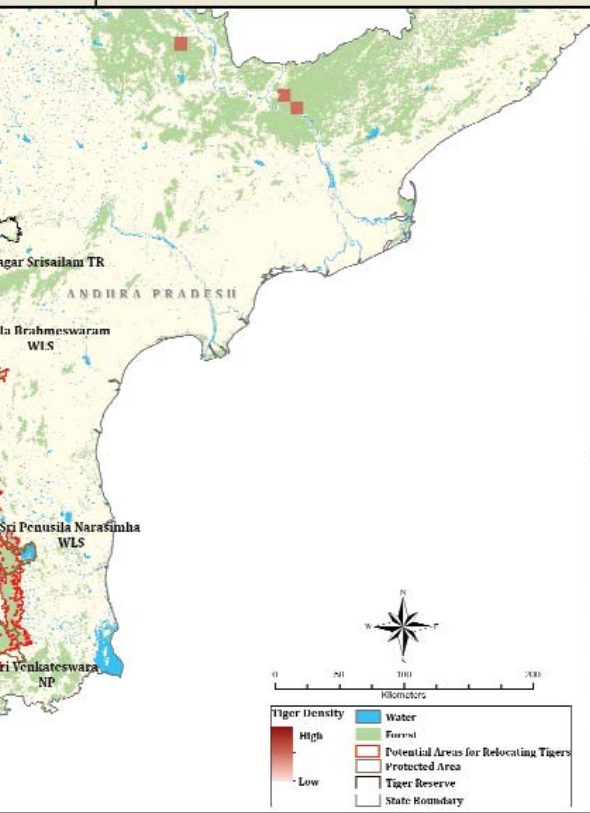 agar Srisailam TR
ANDHRA PRADESH
la Brahmeswaram
WLS
Sri Penusila Narasimha
WLS
ri Venkateswara
NP
N
W
E
S
0 50 100 200
Kilometers
Tiger Density
High
Low
Water
Forest
Potential Areas for Relocating Tigers
Protected Area
Tiger Reserve
State Boundary